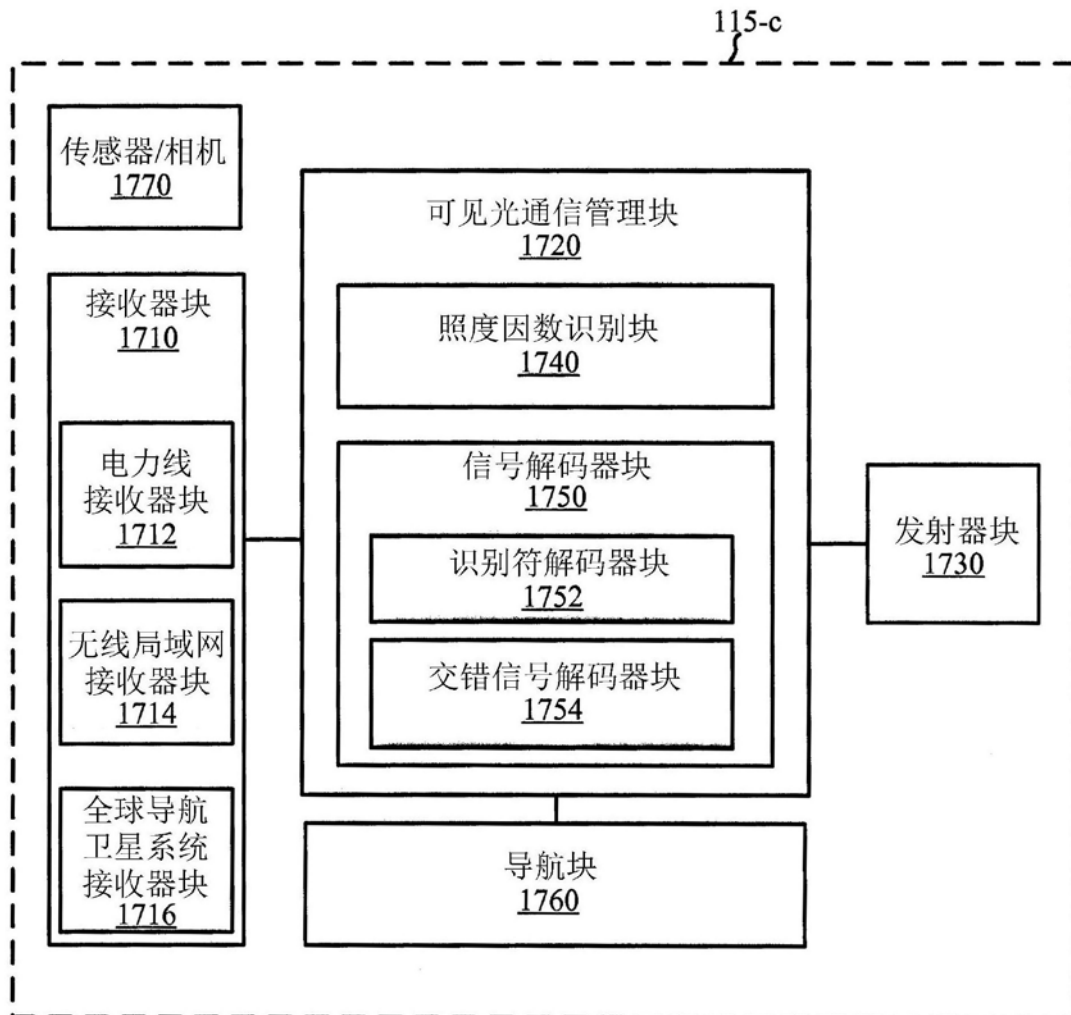 115-c
传感器/相机
1770
接收器块
1710
电力线
接收器块
1712
无线局域网
接收器块
1714
全球导航
卫星系统
接收器块
1716
可见光通信管理块
1720
照度因数识别块
1740
信号解码器块
1750
识别符解码器块
1752
交错信号解码器块
1754
发射器块
1730
导航块
1760